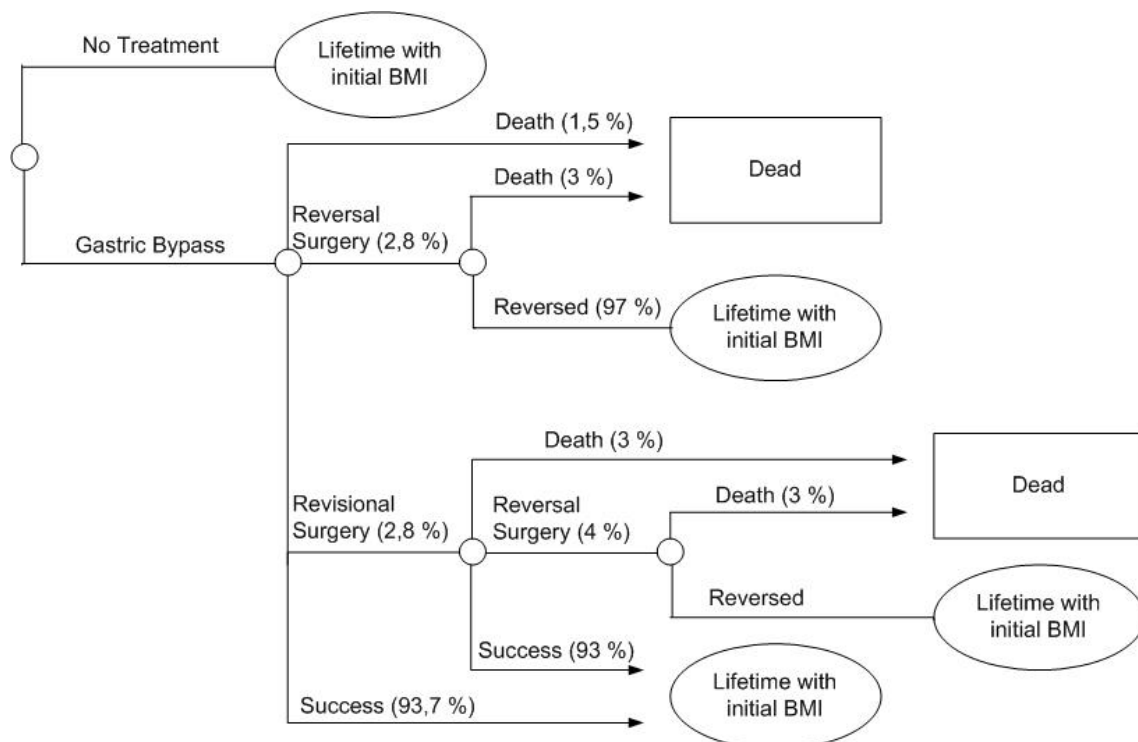 No Treatment
Lifetime with
initial BMI
Death (1,5 %)
Dead
Death (3 %)
Reversal
Surgery (2,8 %)
Gastric Bypass
Reversed (97 %)
Lifetime with
initial BMI
Death (3 %)
Dead
Death (3 %)
Revisional
Surgery (2,8 %)
Reversal
Surgery (4 %)
Reversed
Lifetime with
initial BMI
Success (93 %)
Lifetime with
initial BMI
Success (93,7 %)